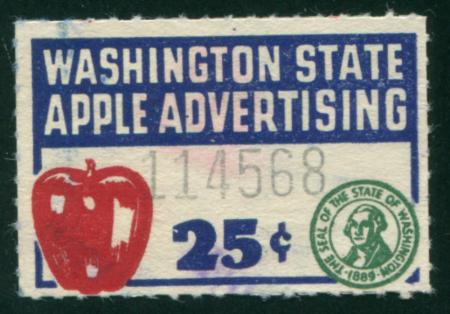 WASHINGTON STATE
APPLE ADVERTISING
114568
25¢
THE SEAL OF THE STATE OF WASHINGTON
1889